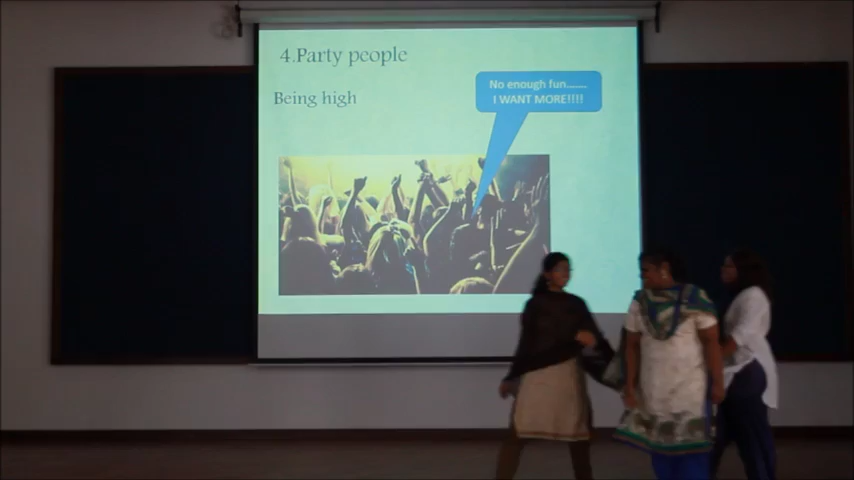 4.Party people
Being high
No enough fun.......
I WANT MORE!!!!